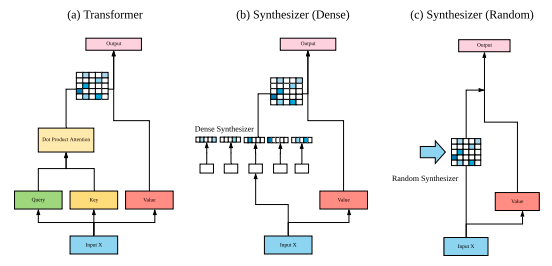 (a) Transformer
Output
Dot Product Attention
Query
Key
Value
Input X
(b) Synthesizer (Dense)
Output
Dense Synthesizer
Value
Input X
(c) Synthesizer (Random)
Output
Random Synthesizer
Value
Input X